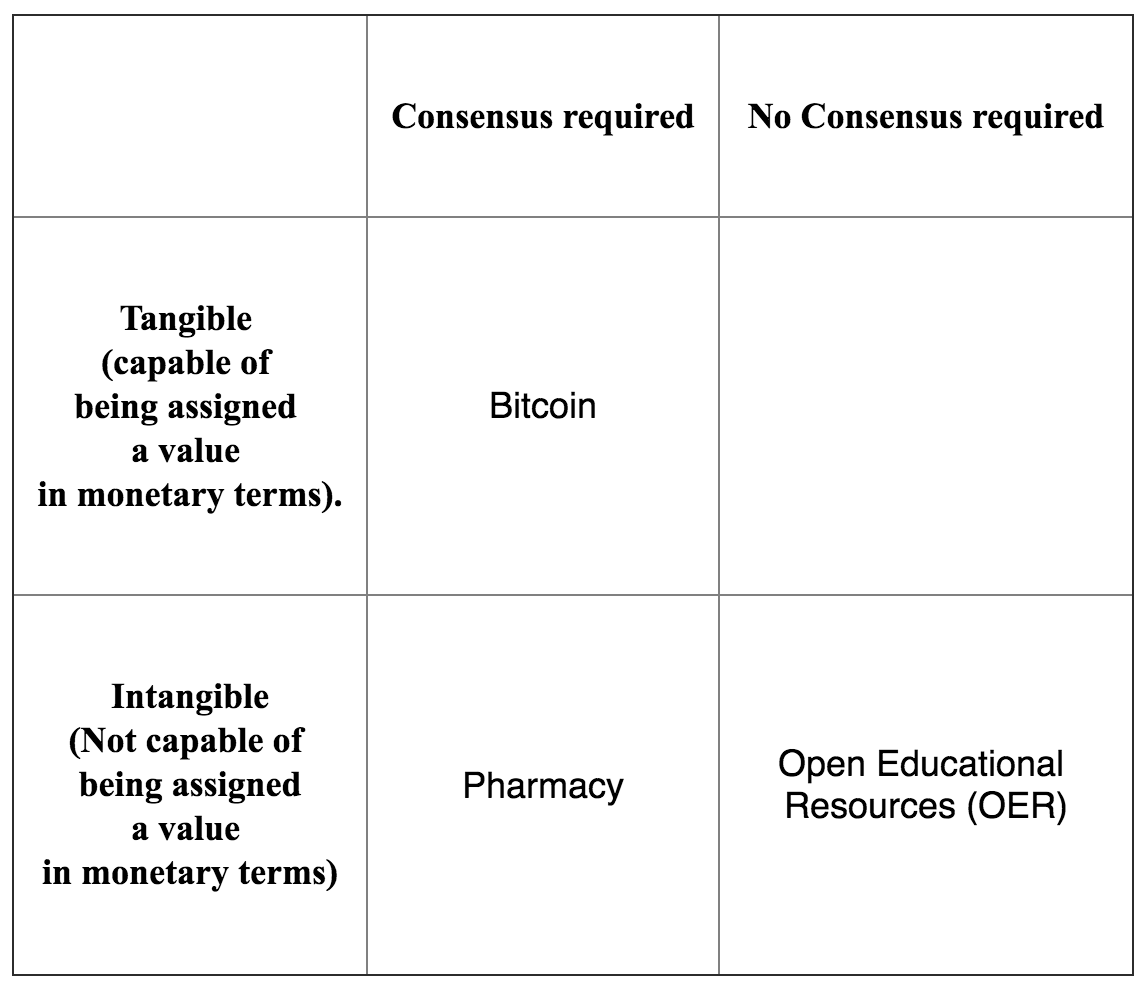 Consensus required
No Consensus required
Tangible
(capable of
being assigned
a value
in monetary terms).
Bitcoin
Intangible
(Not capable of
being assigned
a value
in monetary terms)
Pharmacy
Open Educational
Resources (OER)